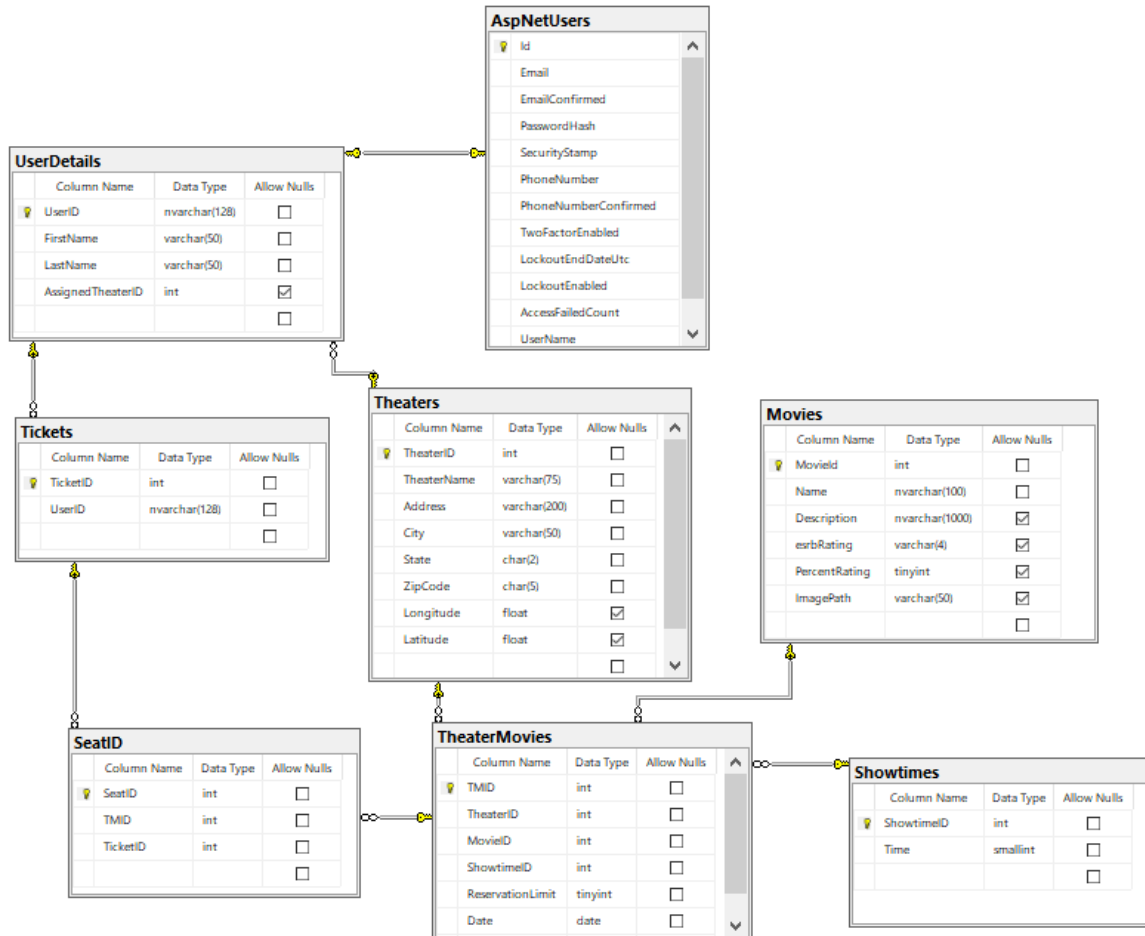 AspNetUsers
Id
Email
EmailConfirmed
PasswordHash
SecurityStamp
PhoneNumber
PhoneNumberConfirmed
TwoFactorEnabled
LockoutEndDateUtc
LockoutEnabled
AccessFailedCount
UserName
UserDetails
Column Name Data Type Allow Nulls
UserID nvarchar(128)
FirstName varchar(50)
LastName varchar(50)
AssignedTheaterID int
Tickets
Column Name Data Type Allow Nulls
TicketID int
UserID nvarchar(128)
Theaters
Column Name Data Type Allow Nulls
TheaterID int
TheaterName varchar(75)
Address varchar(200)
City varchar(50)
State char(2)
ZipCode char(5)
Longitude float
Latitude float
Movies
Column Name Data Type Allow Nulls
MovieId int
Name nvarchar(100)
Description nvarchar(1000)
esrbRating varchar(4)
PercentRating tinyint
ImagePath varchar(50)
SeatID
Column Name Data Type Allow Nulls
SeatID int
TMID int
TicketID int
TheaterMovies
Column Name Data Type Allow Nulls
TMID int
TheaterID int
MovieID int
ShowtimeID int
ReservationLimit tinyint
Date date
Showtimes
Column Name Data Type Allow Nulls
ShowtimeID int
Time smallint